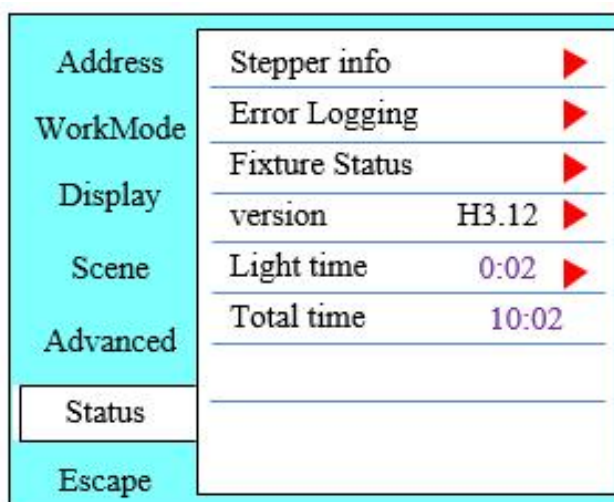 Address
WorkMode
Display
Scene
Advanced
Status
Escape
Stepper info
Error Logging
Fixture Status
version H3.12
Light time 0:02
Total time 10:02